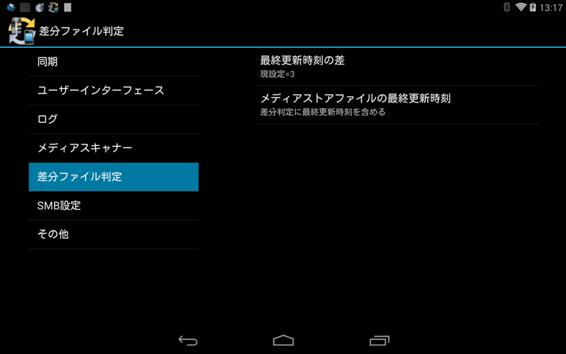 13:17
差分ファイル判定
同期
ユーザーインターフェース
ログ
メディアスキャナー
差分ファイル判定
SMB設定
その他
最終更新時刻の差
現設定=3
メディアストアファイルの最終更新時刻
差分判定に最終更新時刻を含める